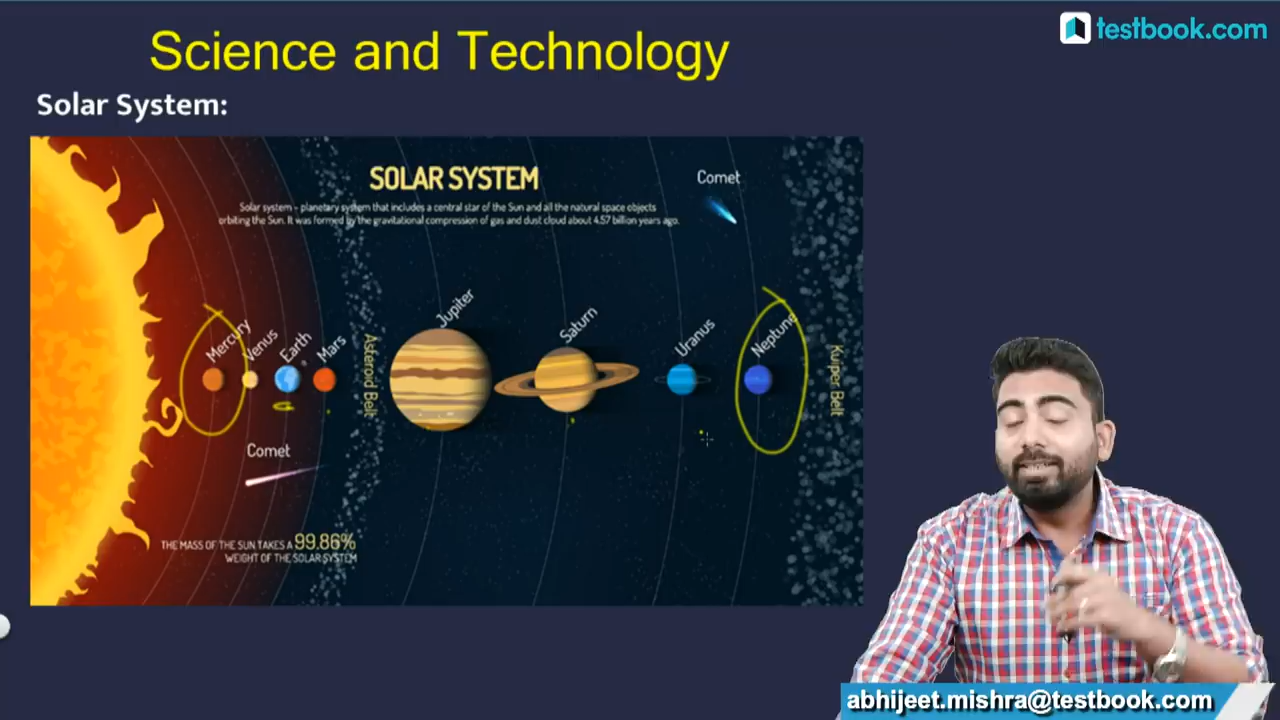 Science and Technology
testbook.com
Solar System:
SOLAR SYSTEM
Solar system - planetary system that includes a central star of the Sun and all the natural space objects
orbiting the Sun. It was formed by the gravitational compression of gas and dust cloud about 4.57 billion years ago.
Comet
Mercury
Venus
Earth
Mars
Asteroid Belt
Jupiter
Saturn
Uranus
Neptune
Kuiper Belt
Comet
THE MASS OF THE SUN TAKES A 99.86%
WEIGHT OF THE SOLAR SYSTEM
abhijeet.mishra@testbook.com